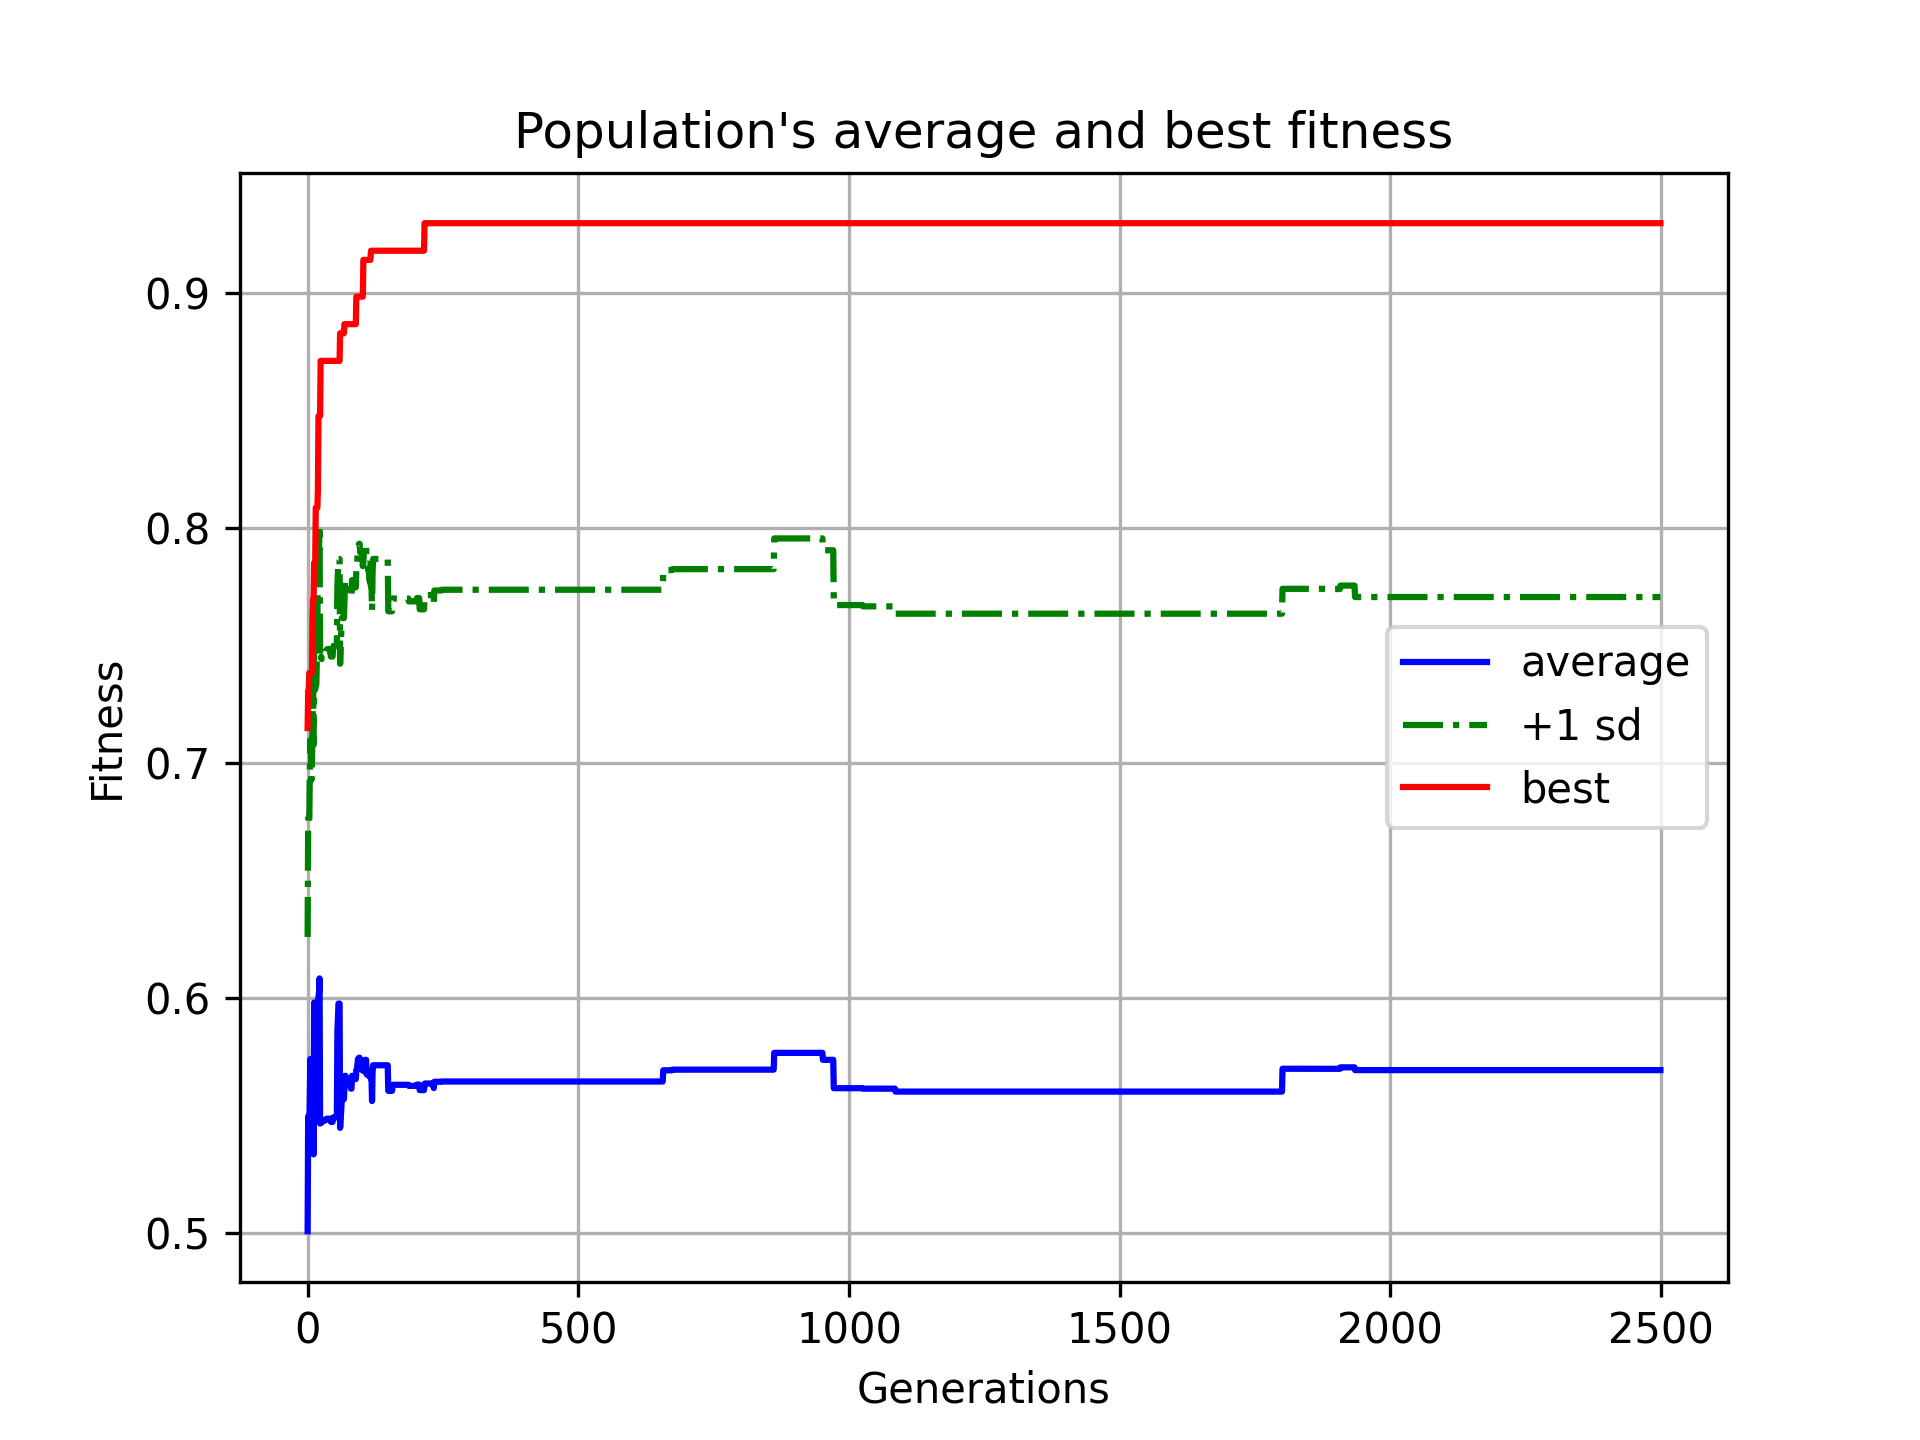 Population's average and best fitness
Fitness
0.9
0.8
0.7
0.6
0.5
average
+1 sd
best
0 500 1000 1500 2000 2500
Generations